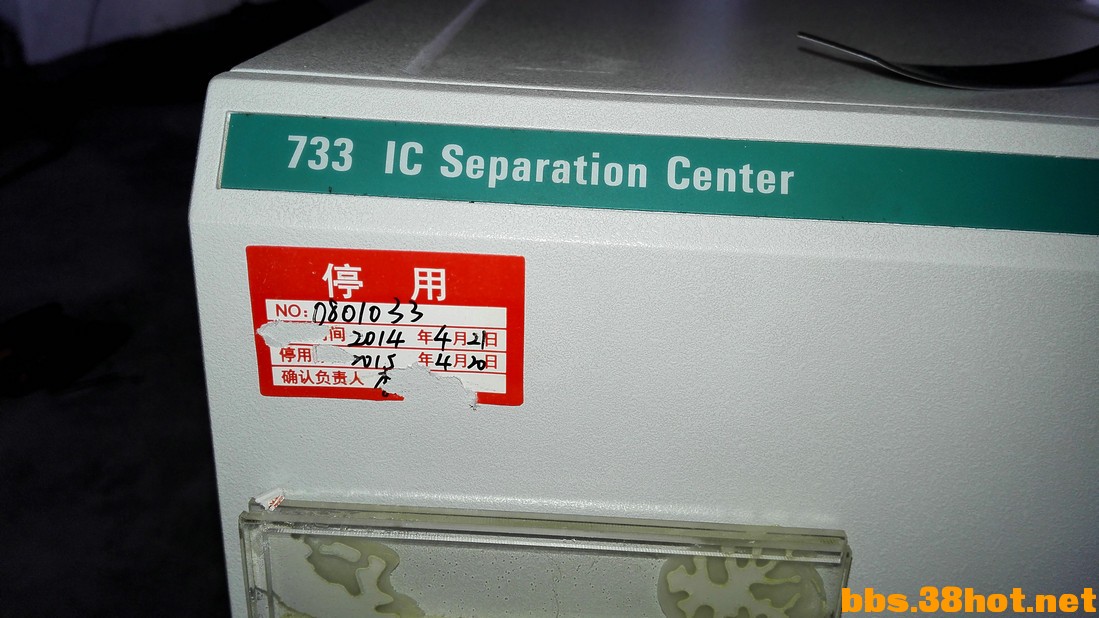 733 IC Separation Center
停用
NO: 0801033
间 2014 年 4 月 21 日
停用 2015 年 4 月 20 日
确认负责人
bbs.38hot.net